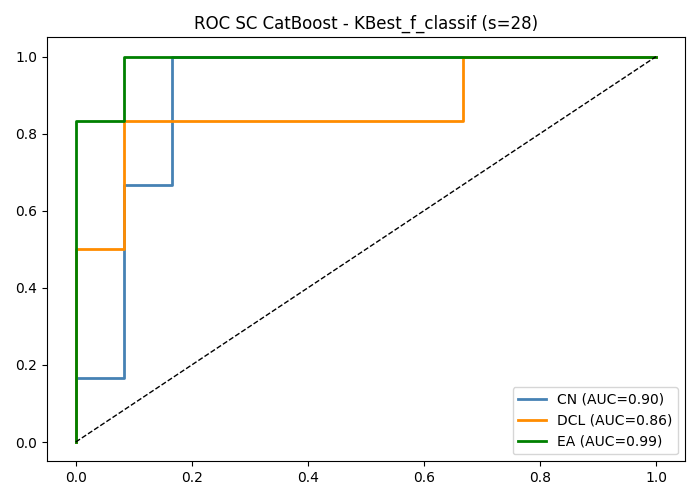 ROC SC CatBoost - KBest_f_classif (s=28)
1.0
0.8
0.6
0.4
0.2
0.0
0.0 0.2 0.4 0.6 0.8 1.0
CN (AUC=0.90)
DCL (AUC=0.86)
EA (AUC=0.99)